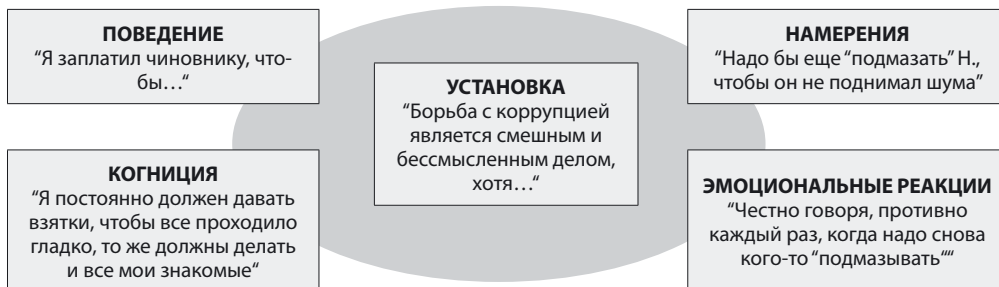 ПОВЕДЕНИЕ
“Я заплатил чиновнику, что-
бы…“
НАМЕРЕНИЯ
“Надо бы еще “подмазать” Н.,
чтобы он не поднимал шума”
УСТАНОВКА
“Борьба с коррупцией
является смешным и
бессмысленным делом,
хотя…“
КОГНИЦИЯ
“Я постоянно должен давать
взятки, чтобы все проходило
гладко, то же должны делать
и все мои знакомые“
ЭМОЦИОНАЛЬНЫЕ РЕАКЦИИ
“Честно говоря, противно
каждый раз, когда надо снова
кого-то “подмазывать““